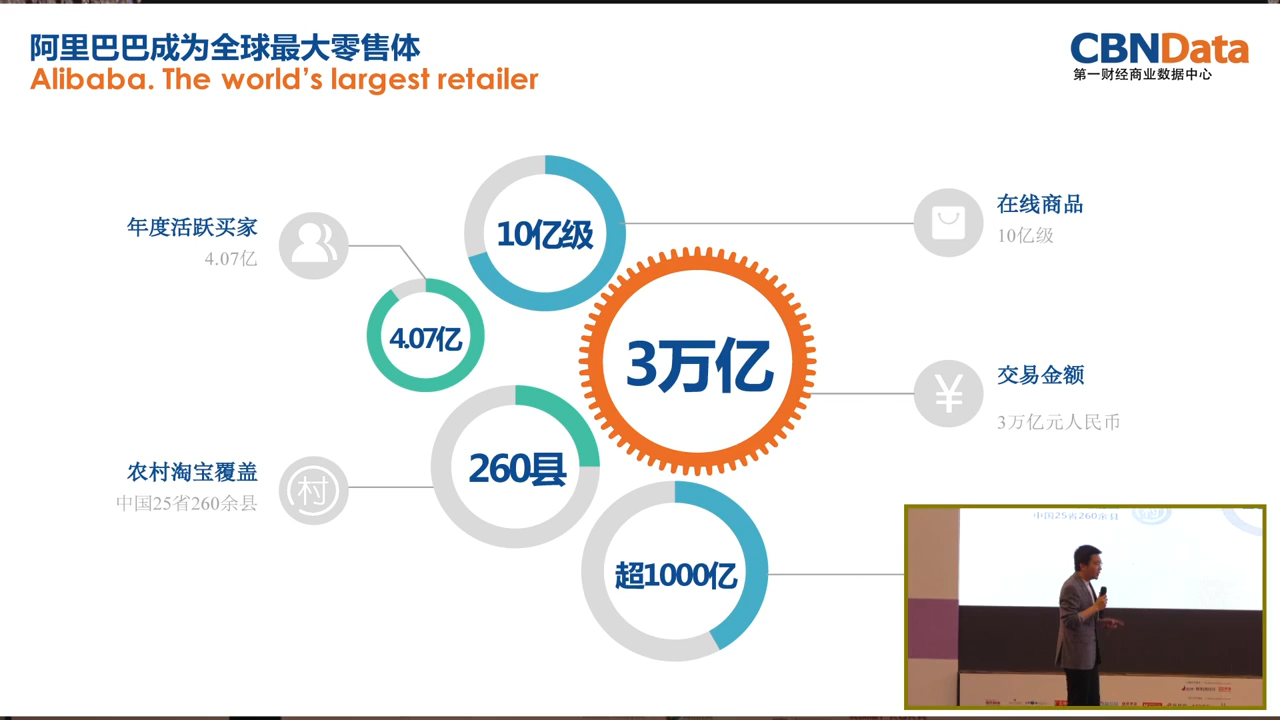 阿里巴巴成为全球最大零售体
Alibaba. The world's largest retailer
CBNData
第一财经商业数据中心
年度活跃买家
4.07亿
4.07亿
10亿级
在线商品
10亿级
3万亿
交易金额
¥
3万亿元人民币
农村淘宝覆盖
中国25省260余县
村
260县
超1000亿
中国25省260余县